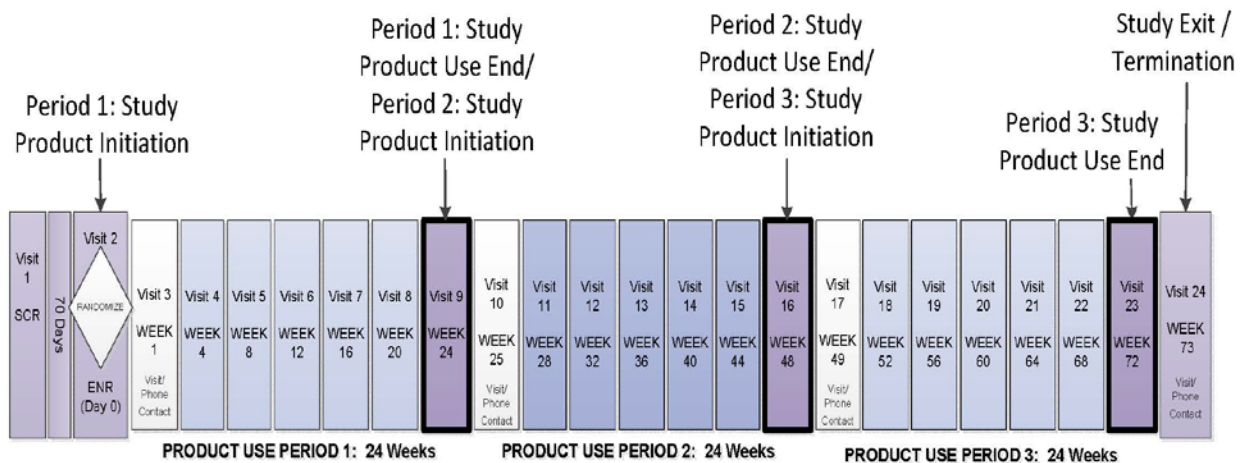 Period 1: Study
Product Initiation
Period 1: Study
Product Use End/
Period 2: Study
Product Initiation
Period 2: Study
Product Use End/
Period 3: Study
Product Initiation
Period 3: Study
Product Use End
Study Exit /
Termination
Visit
1
SCR
70 Days
Visit 2
RANDOMIZE
ENR
(Day 0)
Visit 3
WEEK
1
Visit/
Phone
Contact
Visit 4
WEEK
4
Visit 5
WEEK
8
Visit 6
WEEK
12
Visit 7
WEEK
16
Visit 8
WEEK
20
Visit 9
WEEK
24
Visit
10
WEEK
25
Visit/
Phone
Contact
Visit
11
WEEK
28
Visit
12
WEEK
32
Visit
13
WEEK
36
Visit
14
WEEK
40
Visit
15
WEEK
44
Visit
16
WEEK
48
Visit
17
WEEK
49
Visit/
Phone
Contact
Visit
18
WEEK
52
Visit
19
WEEK
56
Visit
20
WEEK
60
Visit
21
WEEK
64
Visit
22
WEEK
68
Visit
23
WEEK
72
Visit 24
WEEK
73
Visit/
Phone
Contact
PRODUCT USE PERIOD 1: 24 Weeks
PRODUCT USE PERIOD 2: 24 Weeks
PRODUCT USE PERIOD 3: 24 Weeks